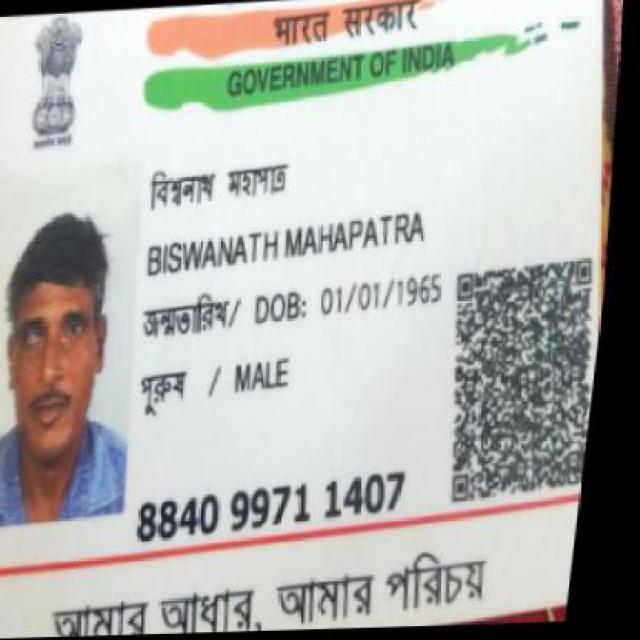 भारत सरकार
GOVERNMENT OF INDIA
বিশ্বনাথ মহাপাত্র
BISWANATH MAHAPATRA
জন্মতারিখ/ DOB: 01/01/1965
পুরুষ / MALE
8840 9971 1407
আমার আধার, আমার পরিচয়